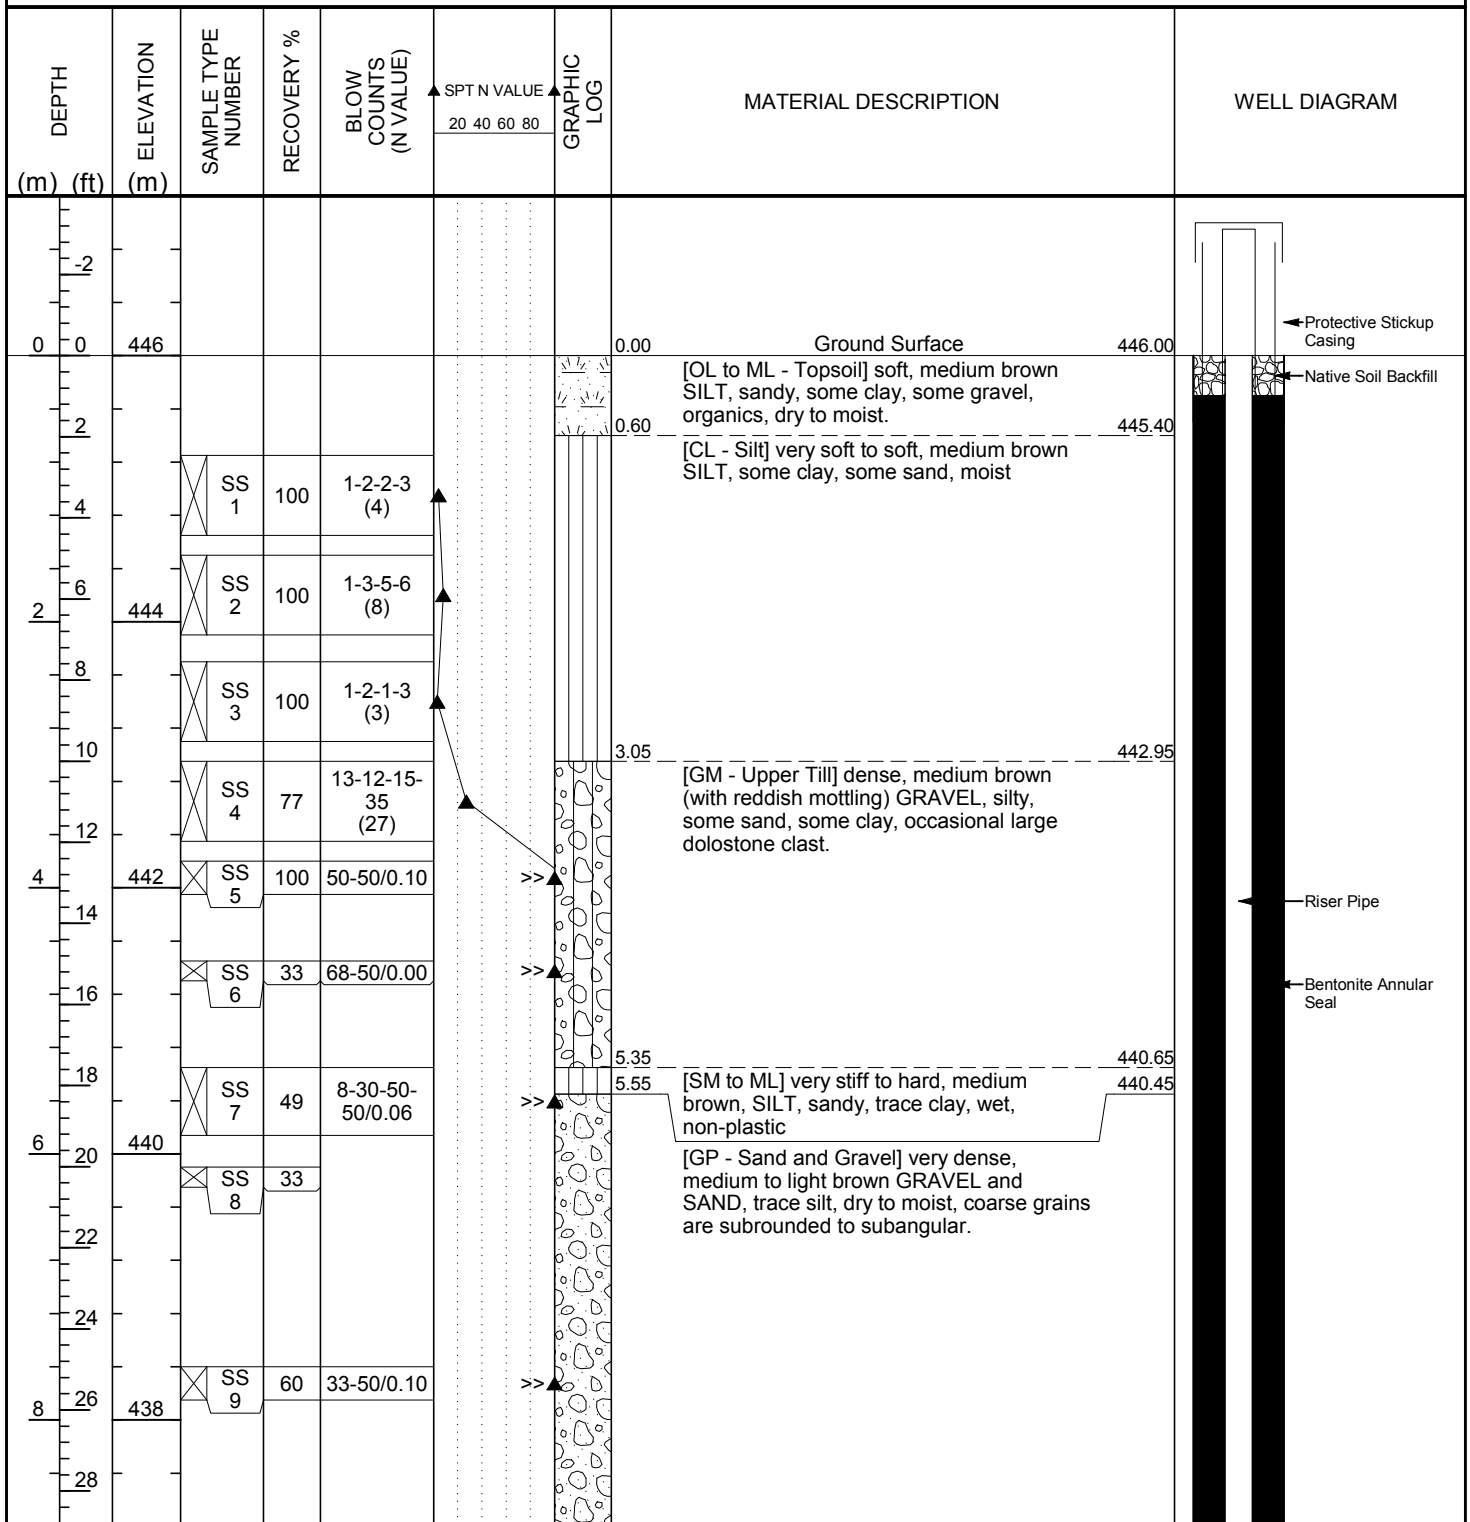 DEPTH
(m) (ft)
ELEVATION
(m)
SAMPLE TYPE
NUMBER
RECOVERY %
BLOW
COUNTS
(N VALUE)
▲ SPT N VALUE ▲
20 40 60 80
GRAPHIC
LOG
MATERIAL DESCRIPTION
WELL DIAGRAM
-2
Protective Stickup
Casing
0 0 446
0.00 Ground Surface 446.00
[OL to ML - Topsoil] soft, medium brown
SILT, sandy, some clay, some gravel,
organics, dry to moist.
Native Soil Backfill
2
0.60 445.40
[CL - Silt] very soft to soft, medium brown
SILT, some clay, some sand, moist
SS
1
100
1-2-2-3
(4)
4
SS
2
100
1-3-5-6
(8)
6
2 444
8
SS
3
100
1-2-1-3
(3)
10
3.05 442.95
[GM - Upper Till] dense, medium brown
(with reddish mottling) GRAVEL, silty,
some sand, some clay, occasional large
dolostone clast.
SS
4
77
13-12-15-
35
(27)
12
4 442
SS
5
100
50-50/0.10
>>
14
Riser Pipe
SS
6
33
68-50/0.00
>>
16
Bentonite Annular
Seal
5.35 440.65
[SM to ML] very stiff to hard, medium
brown, SILT, sandy, trace clay, wet,
non-plastic
18
5.55 440.45
SS
7
49
8-30-50-
50/0.06
>>
6 440
20
[GP - Sand and Gravel] very dense,
medium to light brown GRAVEL and
SAND, trace silt, dry to moist, coarse grains
are subrounded to subangular.
SS
8
33
22
24
SS
9
60
33-50/0.10
>>
26
8 438
28